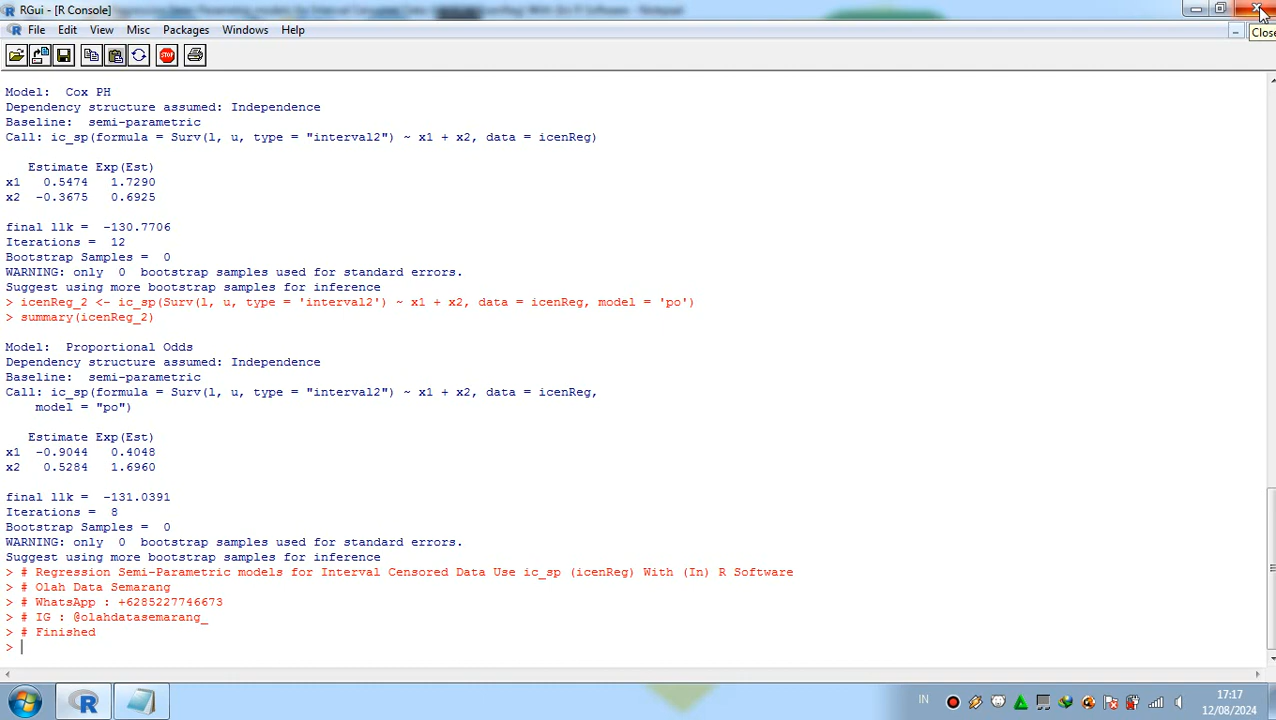 RGui - [R Console]
Close
File Edit View Misc Packages Windows Help
STOP
Model: Cox PH
Dependency structure assumed: Independence
Baseline: semi-parametric
Call: ic_sp(formula = Surv(l, u, type = "interval2") ~ x1 + x2, data = icenReg)
Estimate Exp(Est)
x1 0.5474 1.7290
x2 -0.3675 0.6925
final llk = -130.7706
Iterations = 12
Bootstrap Samples = 0
WARNING: only 0 bootstrap samples used for standard errors.
Suggest using more bootstrap samples for inference
> icenReg_2 <- ic_sp(Surv(l, u, type = 'interval2') ~ x1 + x2, data = icenReg, model = 'po')
> summary(icenReg_2)
Model: Proportional Odds
Dependency structure assumed: Independence
Baseline: semi-parametric
Call: ic_sp(formula = Surv(l, u, type = "interval2") ~ x1 + x2, data = icenReg,
model = "po")
Estimate Exp(Est)
x1 -0.9044 0.4048
x2 0.5284 1.6960
final llk = -131.0391
Iterations = 8
Bootstrap Samples = 0
WARNING: only 0 bootstrap samples used for standard errors.
Suggest using more bootstrap samples for inference
> # Regression Semi-Parametric models for Interval Censored Data Use ic_sp (icenReg) With (In) R Software
> # Olah Data Semarang
> # WhatsApp : +6285227746673
> # IG : @olahdatasemarang_
> # Finished
>
IN
17:17
12/08/2024